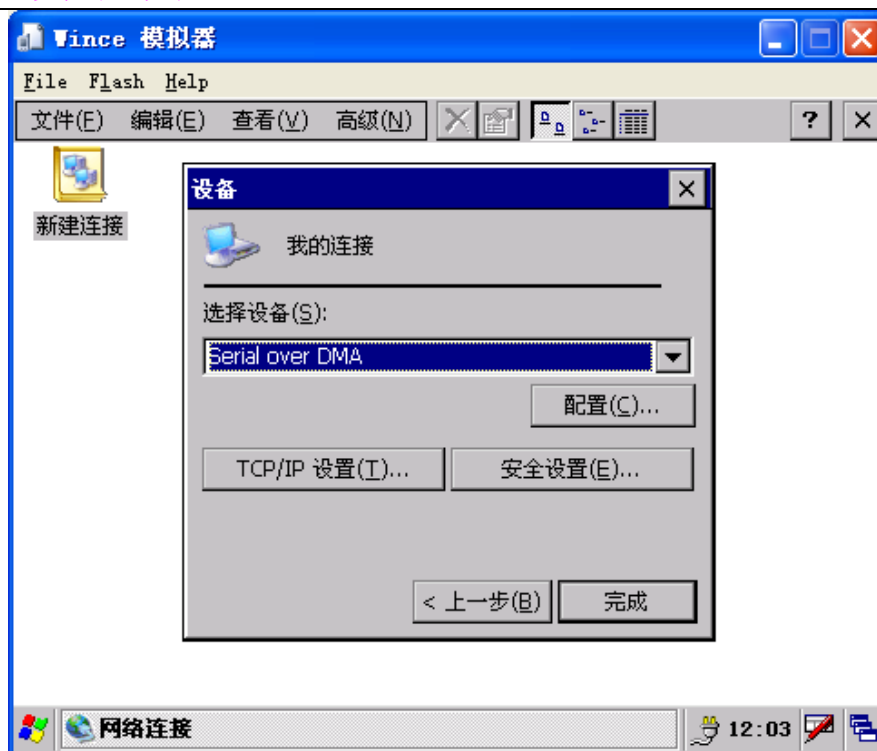 Wince 模拟器
File Flash Help
文件(F) 编辑(E) 查看(V) 高级(N) ?
新建连接
设备
我的连接
选择设备(S):
Serial over DMA
配置(C)...
TCP/IP 设置(T)... 安全设置(E)...
< 上一步(B) 完成
网络连接 12:03